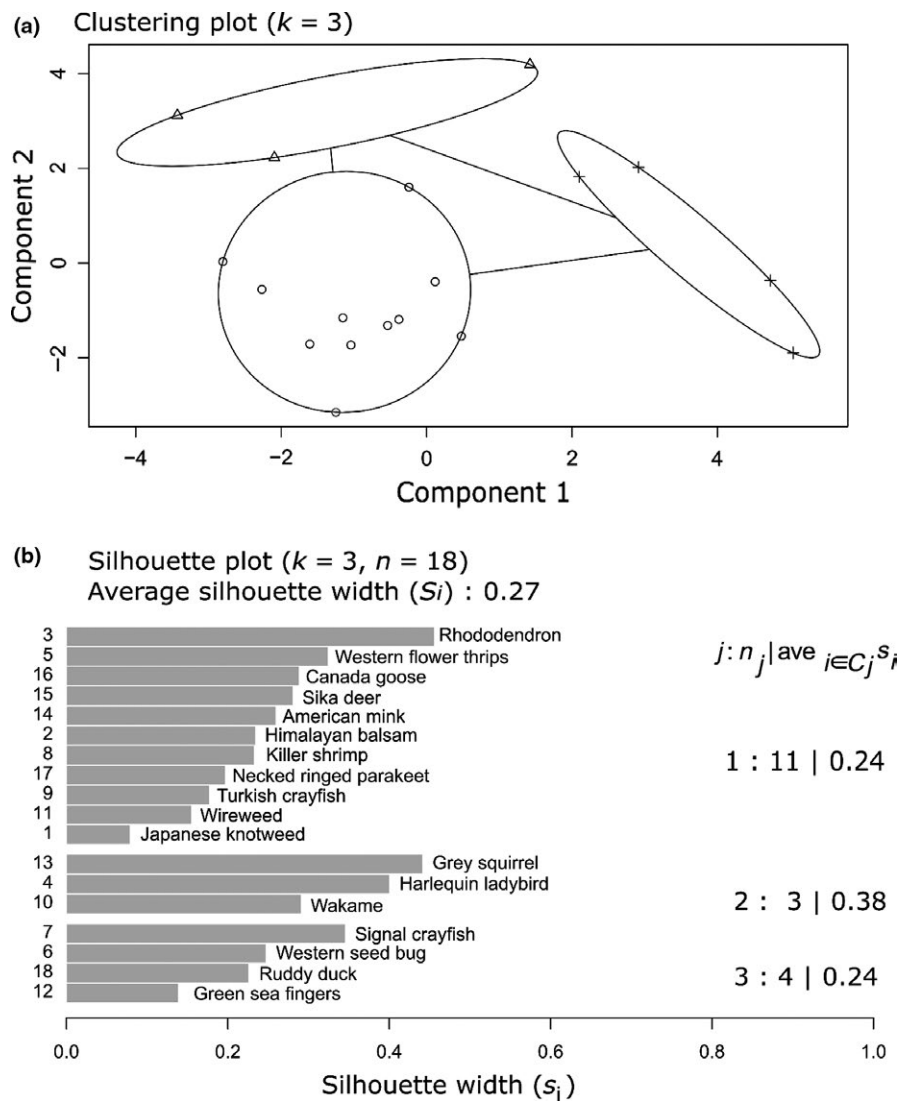 (a) Clustering plot (k = 3)
4
2
0
−2
Component 2
−4 −2 0 2 4
Component 1
(b) Silhouette plot (k = 3, n = 18)
Average silhouette width (Si) : 0.27
j : nj | ave i∈Cj si
3 Rhododendron
5 Western flower thrips
16 Canada goose
15 Sika deer
14 American mink
2 Himalayan balsam
8 Killer shrimp
17 Necked ringed parakeet
9 Turkish crayfish
11 Wireweed
1 Japanese knotweed
1 : 11 | 0.24
13 Grey squirrel
4 Harlequin ladybird
10 Wakame
2 : 3 | 0.38
7 Signal crayfish
6 Western seed bug
18 Ruddy duck
12 Green sea fingers
3 : 4 | 0.24
0.0 0.2 0.4 0.6 0.8 1.0
Silhouette width (si)